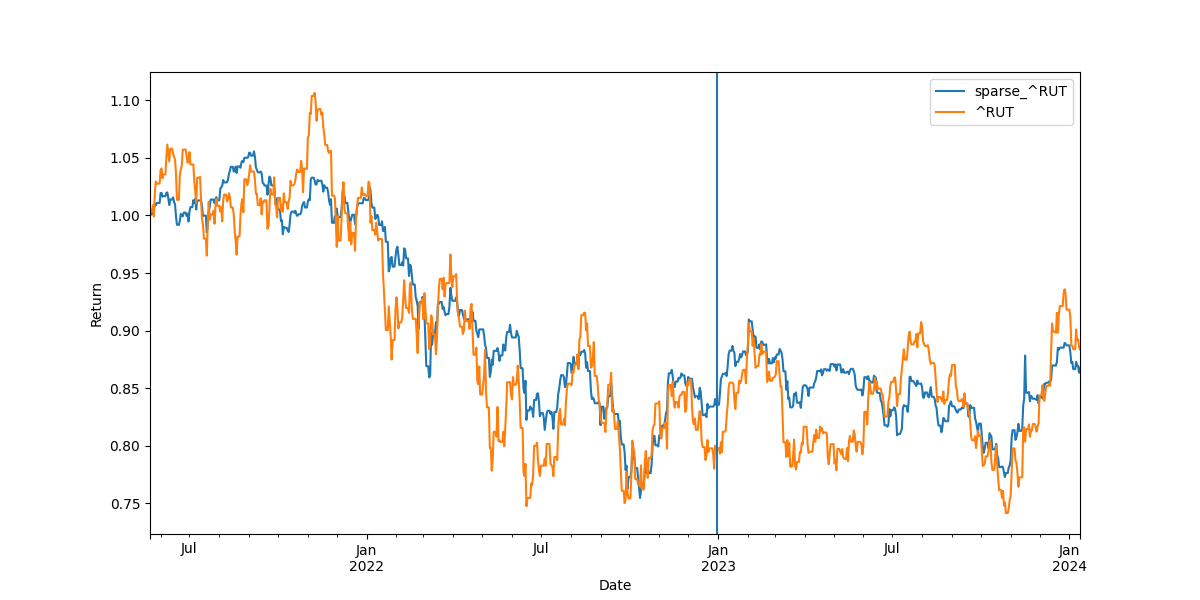 sparse_^RUT
^RUT
Return
1.10
1.05
1.00
0.95
0.90
0.85
0.80
0.75
Jul
Jan
2022
Jul
Jan
2023
Jul
Jan
2024
Date